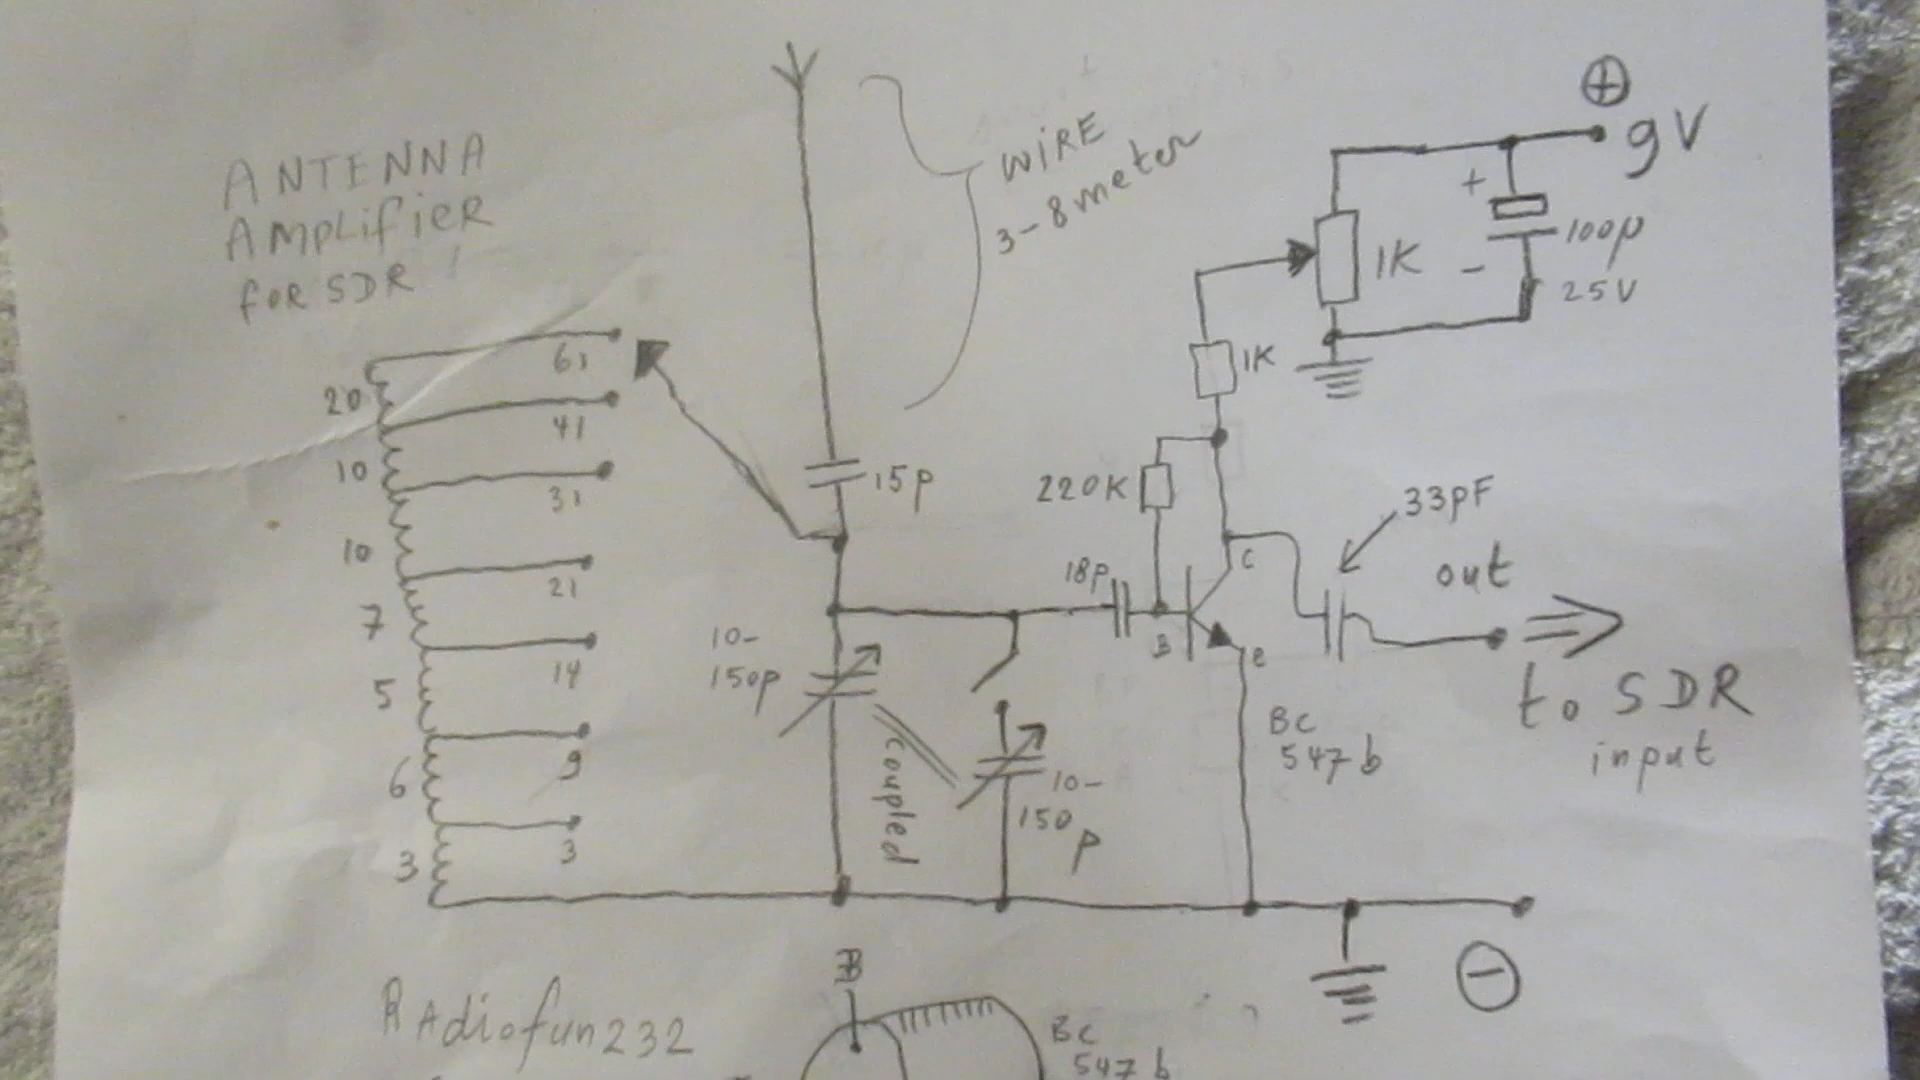 ANTENNA
AMPLIFIER
FOR SDR
WIRE
3-8 meter
+
9V
+
-
100µ
25V
1K
1K
61
20
41
10
31
10
21
7
14
5
9
6
3
3
15p
220K
33pF
18p
out
C
B
e
10-
150p
coupled
10-
150
p
BC
547b
to SDR
input
-
RAdiofun232
BC
547b